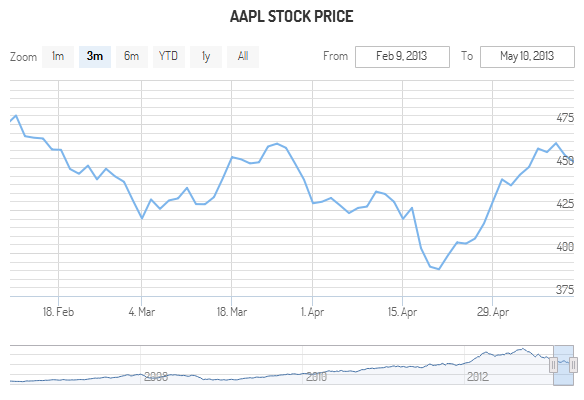 AAPL STOCK PRICE
Zoom 1m 3m 6m YTD 1y All From Feb 9, 2013 To May 10, 2013
475
450
425
400
375
18. Feb 4. Mar 18. Mar 1. Apr 15. Apr 29. Apr
2008 2010 2012